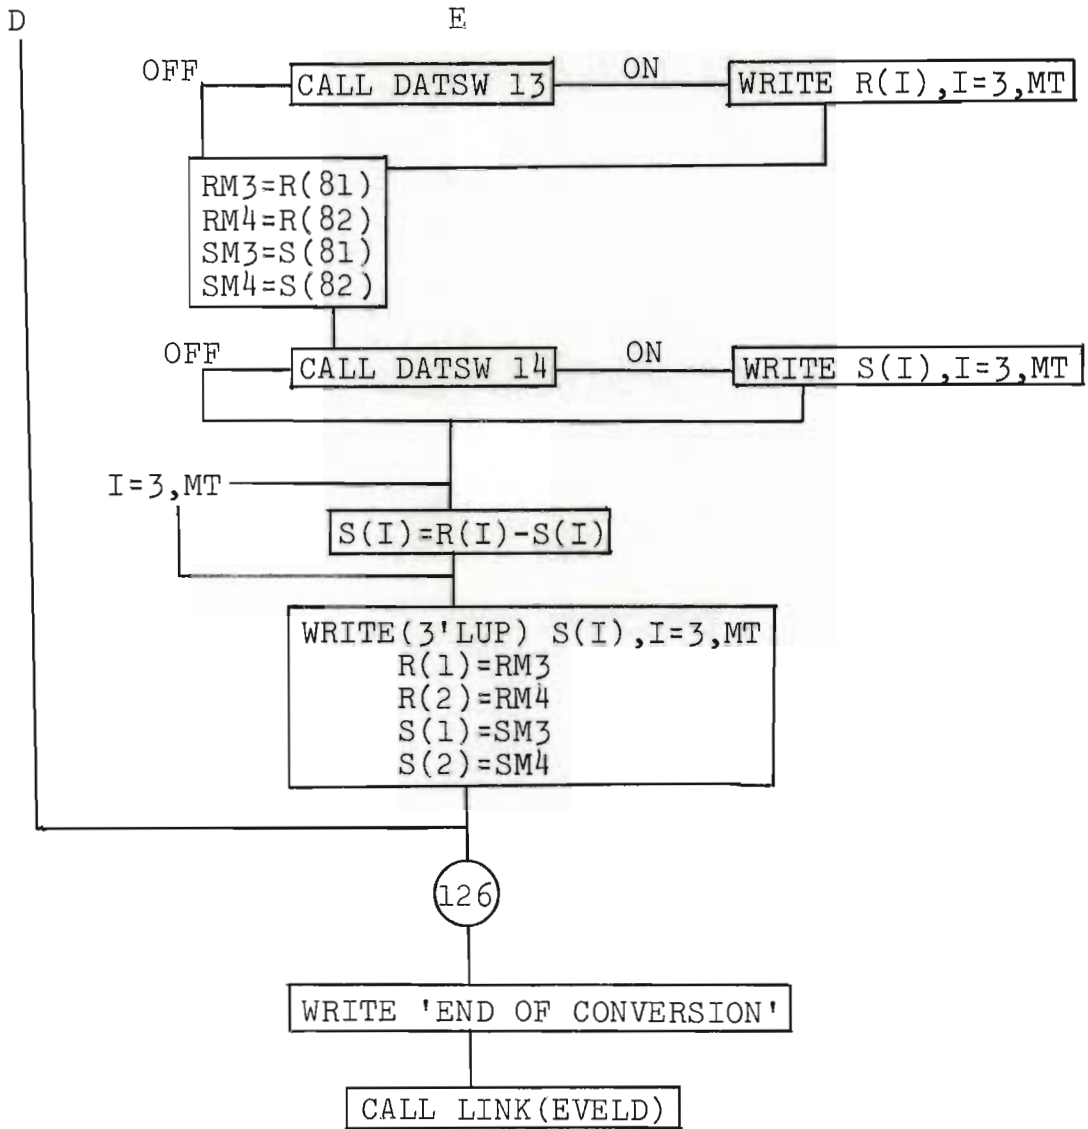 D
E
OFF
CALL DATSW 13
ON
WRITE R(I),I=3,MT
RM3=R(81)
RM4=R(82)
SM3=S(81)
SM4=S(82)
OFF
CALL DATSW 14
ON
WRITE S(I),I=3,MT
I=3,MT
S(I)=R(I)-S(I)
WRITE(3'LUP) S(I),I=3,MT
R(1)=RM3
R(2)=RM4
S(1)=SM3
S(2)=SM4
126
WRITE 'END OF CONVERSION'
CALL LINK(EVELD)